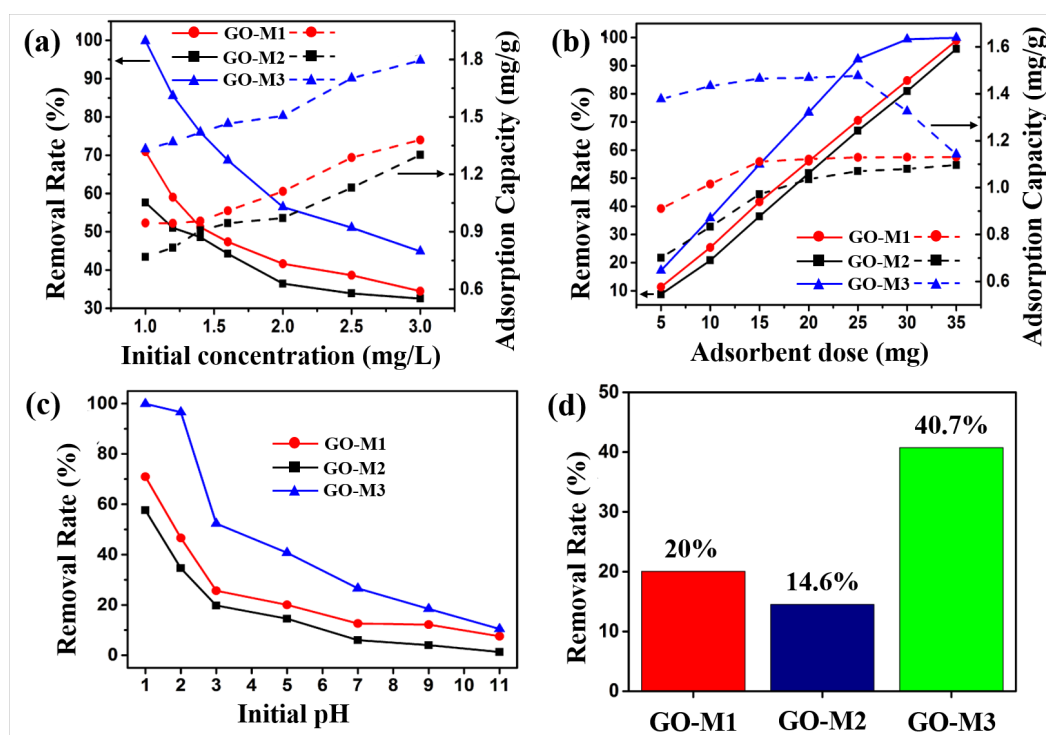 (a)
GO-M1
GO-M2
GO-M3
100
90
80
70
60
50
40
30
Removal Rate (%)
1.8
1.5
1.2
0.9
0.6
Adsorption Capacity (mg/g)
1.0 1.5 2.0 2.5 3.0
Initial concentration (mg/L)
(b)
100
90
80
70
60
50
40
30
20
10
Removal Rate (%)
1.6
1.4
1.2
1.0
0.8
0.6
Adsorption Capacity (mg/g)
GO-M1
GO-M2
GO-M3
5 10 15 20 25 30 35
Adsorbent dose (mg)
(c)
100
80
60
40
20
0
Removal Rate (%)
GO-M1
GO-M2
GO-M3
1 2 3 4 5 6 7 8 9 10 11
Initial pH
(d)
50
40
30
20
10
0
Removal Rate (%)
20%
14.6%
40.7%
GO-M1 GO-M2 GO-M3